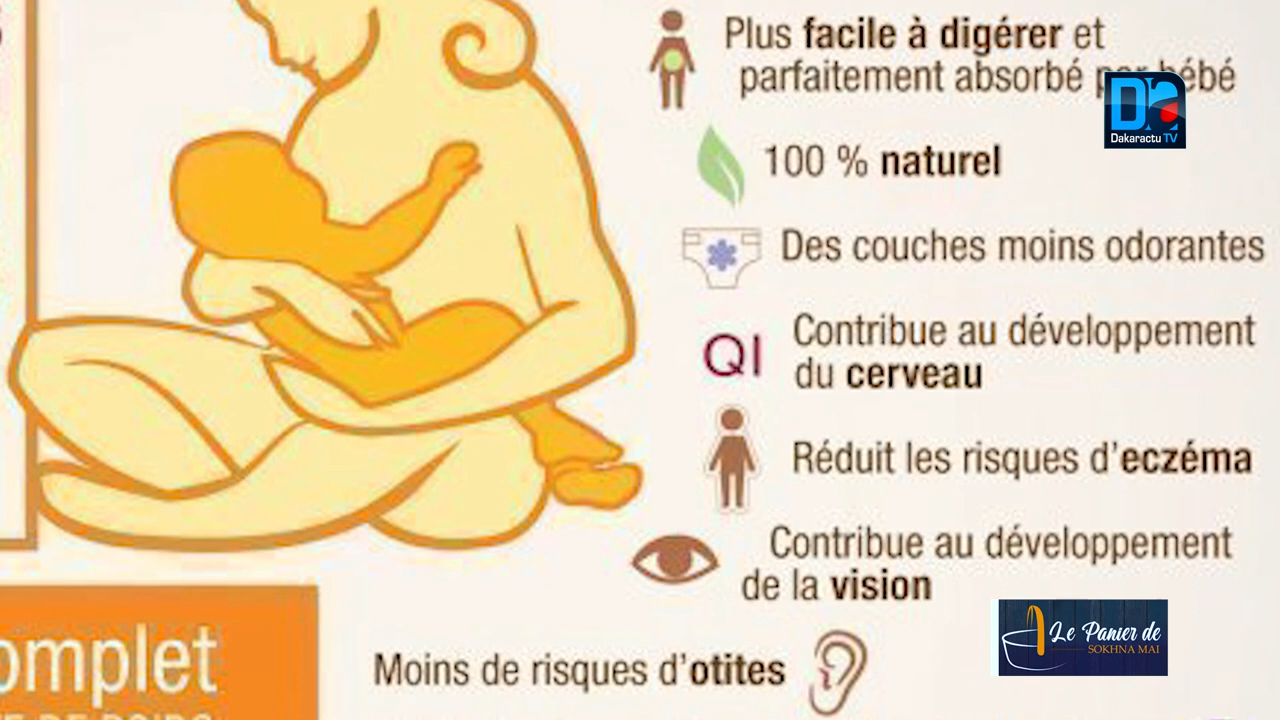 Plus facile à digérer et
parfaitement absorbé bébé
Dakaractu TV
100 % naturel
Des couches moins odorantes
QI
Contribue au développement
du cerveau
Réduit les risques d'eczéma
Contribue au développement
de la vision
Le Panier de
SOKHNA MAI
Moins de risques d'otites
omplet